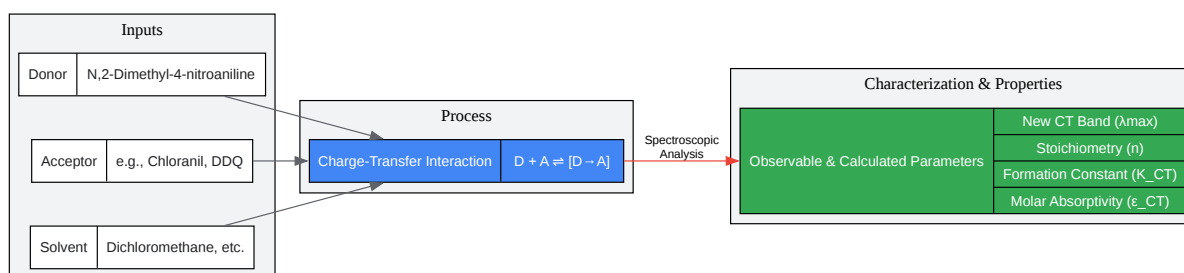 Inputs
Donor
N,2-Dimethyl-4-nitroaniline
Acceptor
e.g., Chloranil, DDQ
Solvent
Dichloromethane, etc.
Process
Charge-Transfer Interaction
D + A ⇌ [D→A]
Spectroscopic
Analysis
Characterization & Properties
Observable & Calculated Parameters
New CT Band (λmax)
Stoichiometry (n)
Formation Constant (K_CT)
Molar Absorptivity (ε_CT)